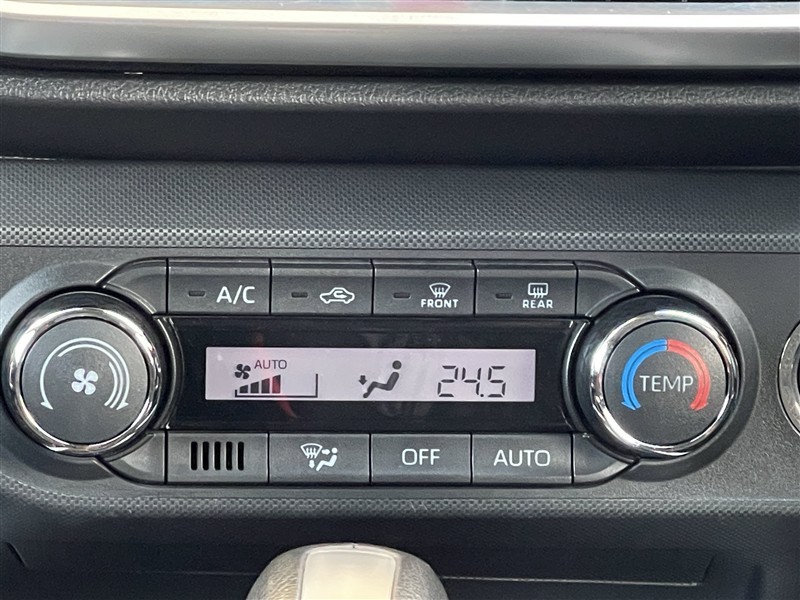 A/C
FRONT
REAR
AUTO
24.5
TEMP
OFF
AUTO